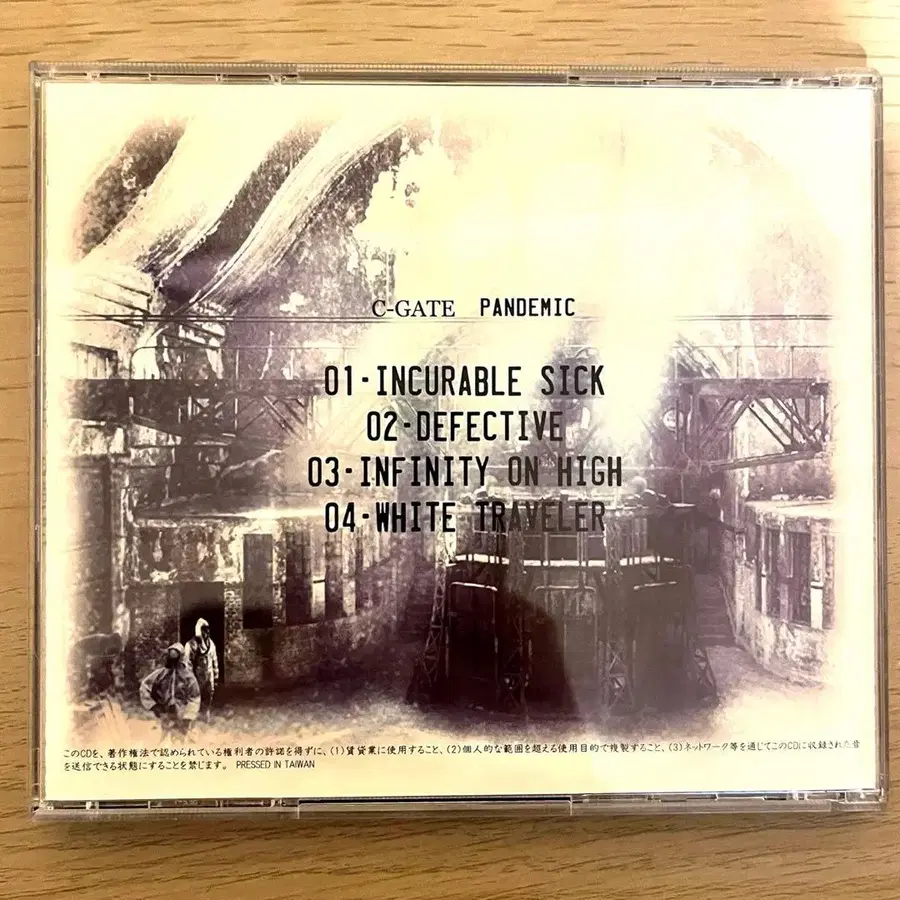 C-GATE PANDEMIC
01·INCURABLE SICK
02·DEFECTIVE
03·INFINITY ON HIGH
04·WHITE TRAVELER
このCDを、著作権法で認められている権利者の許諾を得ずに、(1)賃貸業に使用すること、(2)個人的な範囲を超える使用目的で複製すること、(3)ネットワーク等を通じてこのCDに収録された音
を送信できる状態にすることを禁じます。 PRESSED IN TAIWAN